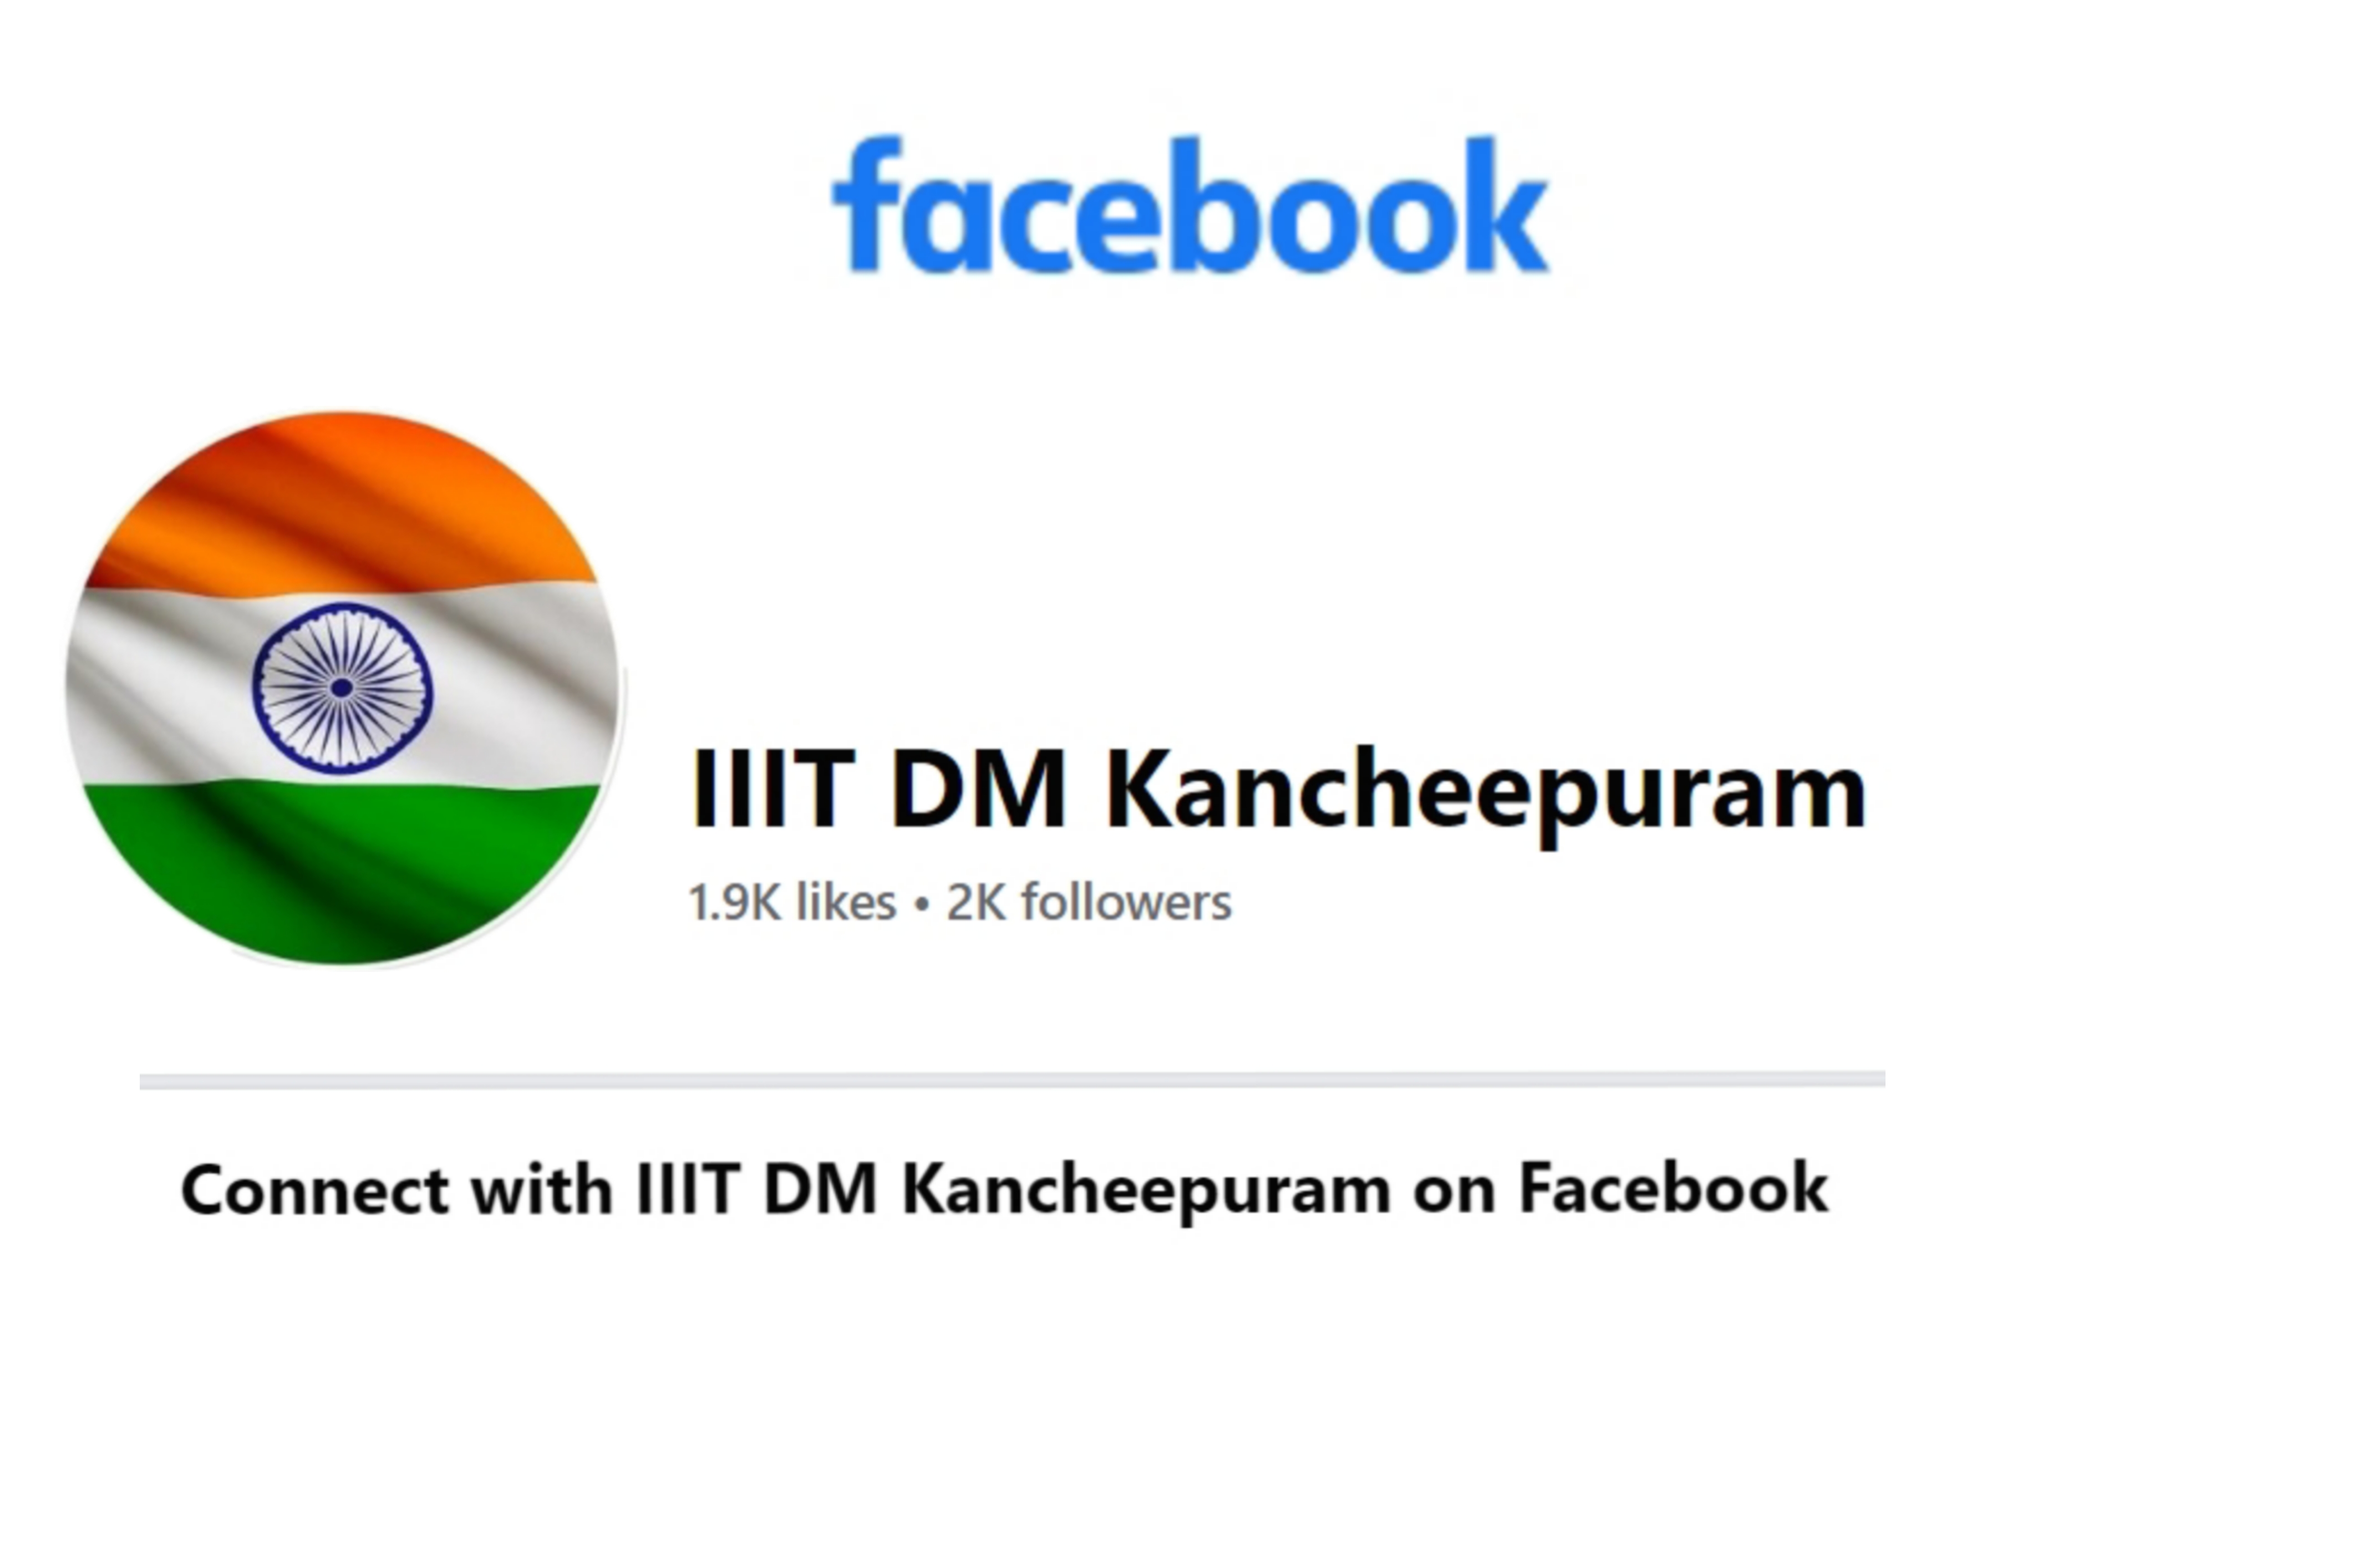 facebook
IIIT DM Kancheepuram
1.9K likes • 2K followers
Connect with IIIT DM Kancheepuram on Facebook